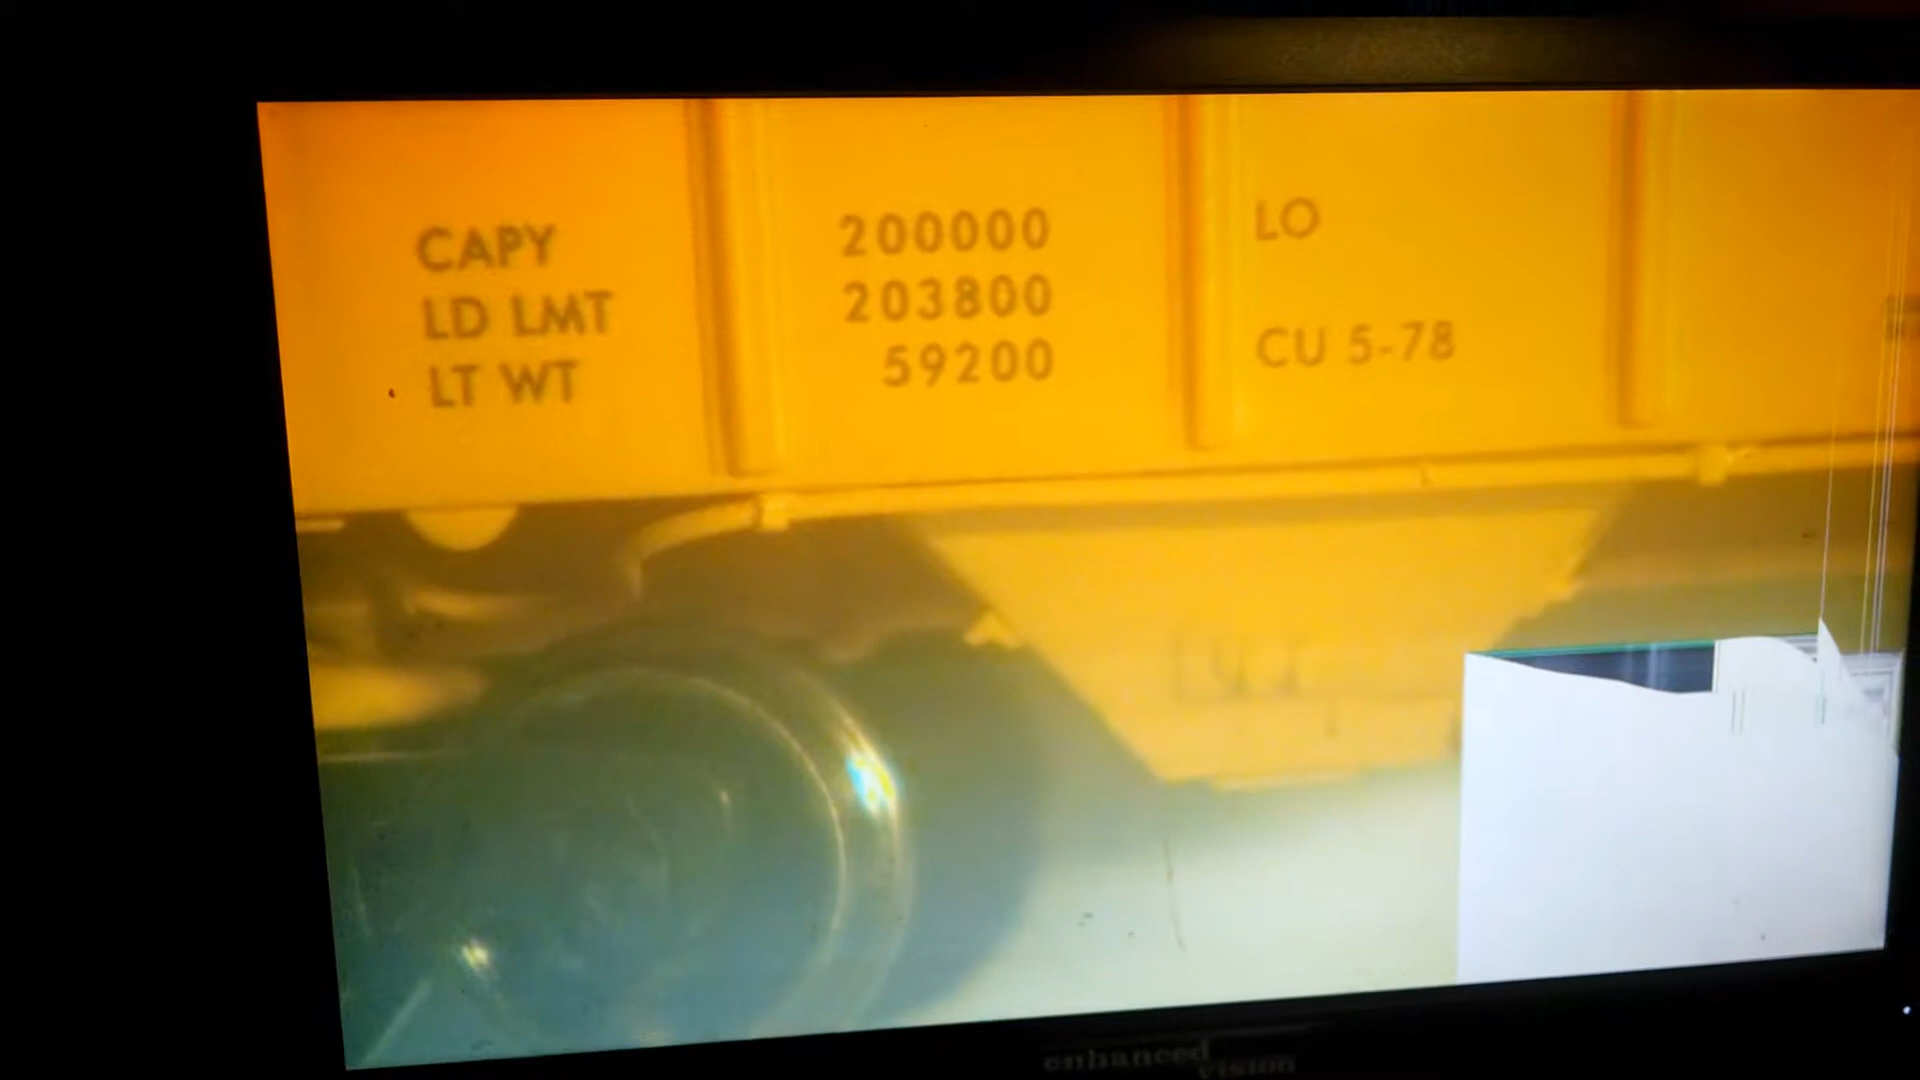 CAPY 200000 LO
LD LMT 203800
LT WT 59200 CU 5-78
enhanced
vision